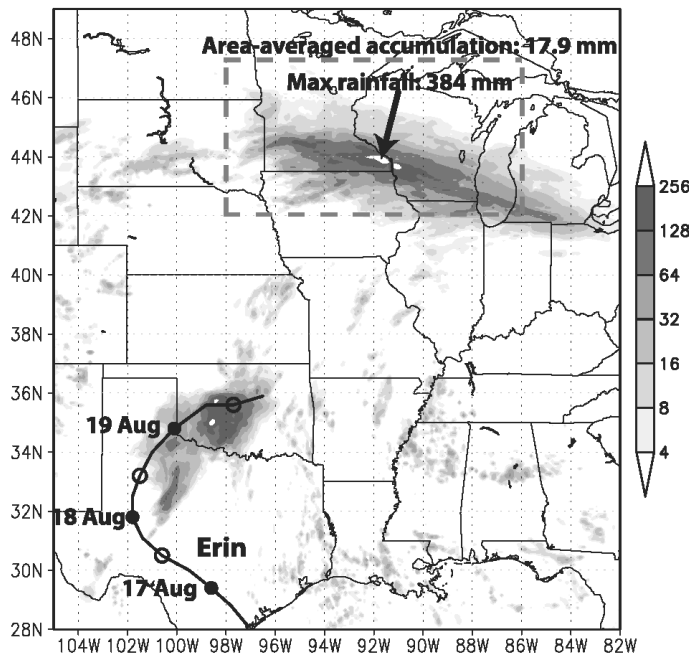 48N
Area-averaged accumulation: 17.9 mm
Max rainfall: 384 mm
46N
44N
42N
40N
38N
36N
34N
32N
30N
28N
256
128
64
32
16
8
4
19 Aug
18 Aug
Erin
17 Aug
104W 102W 100W 98W 96W 94W 92W 90W 88W 86W 84W 82W